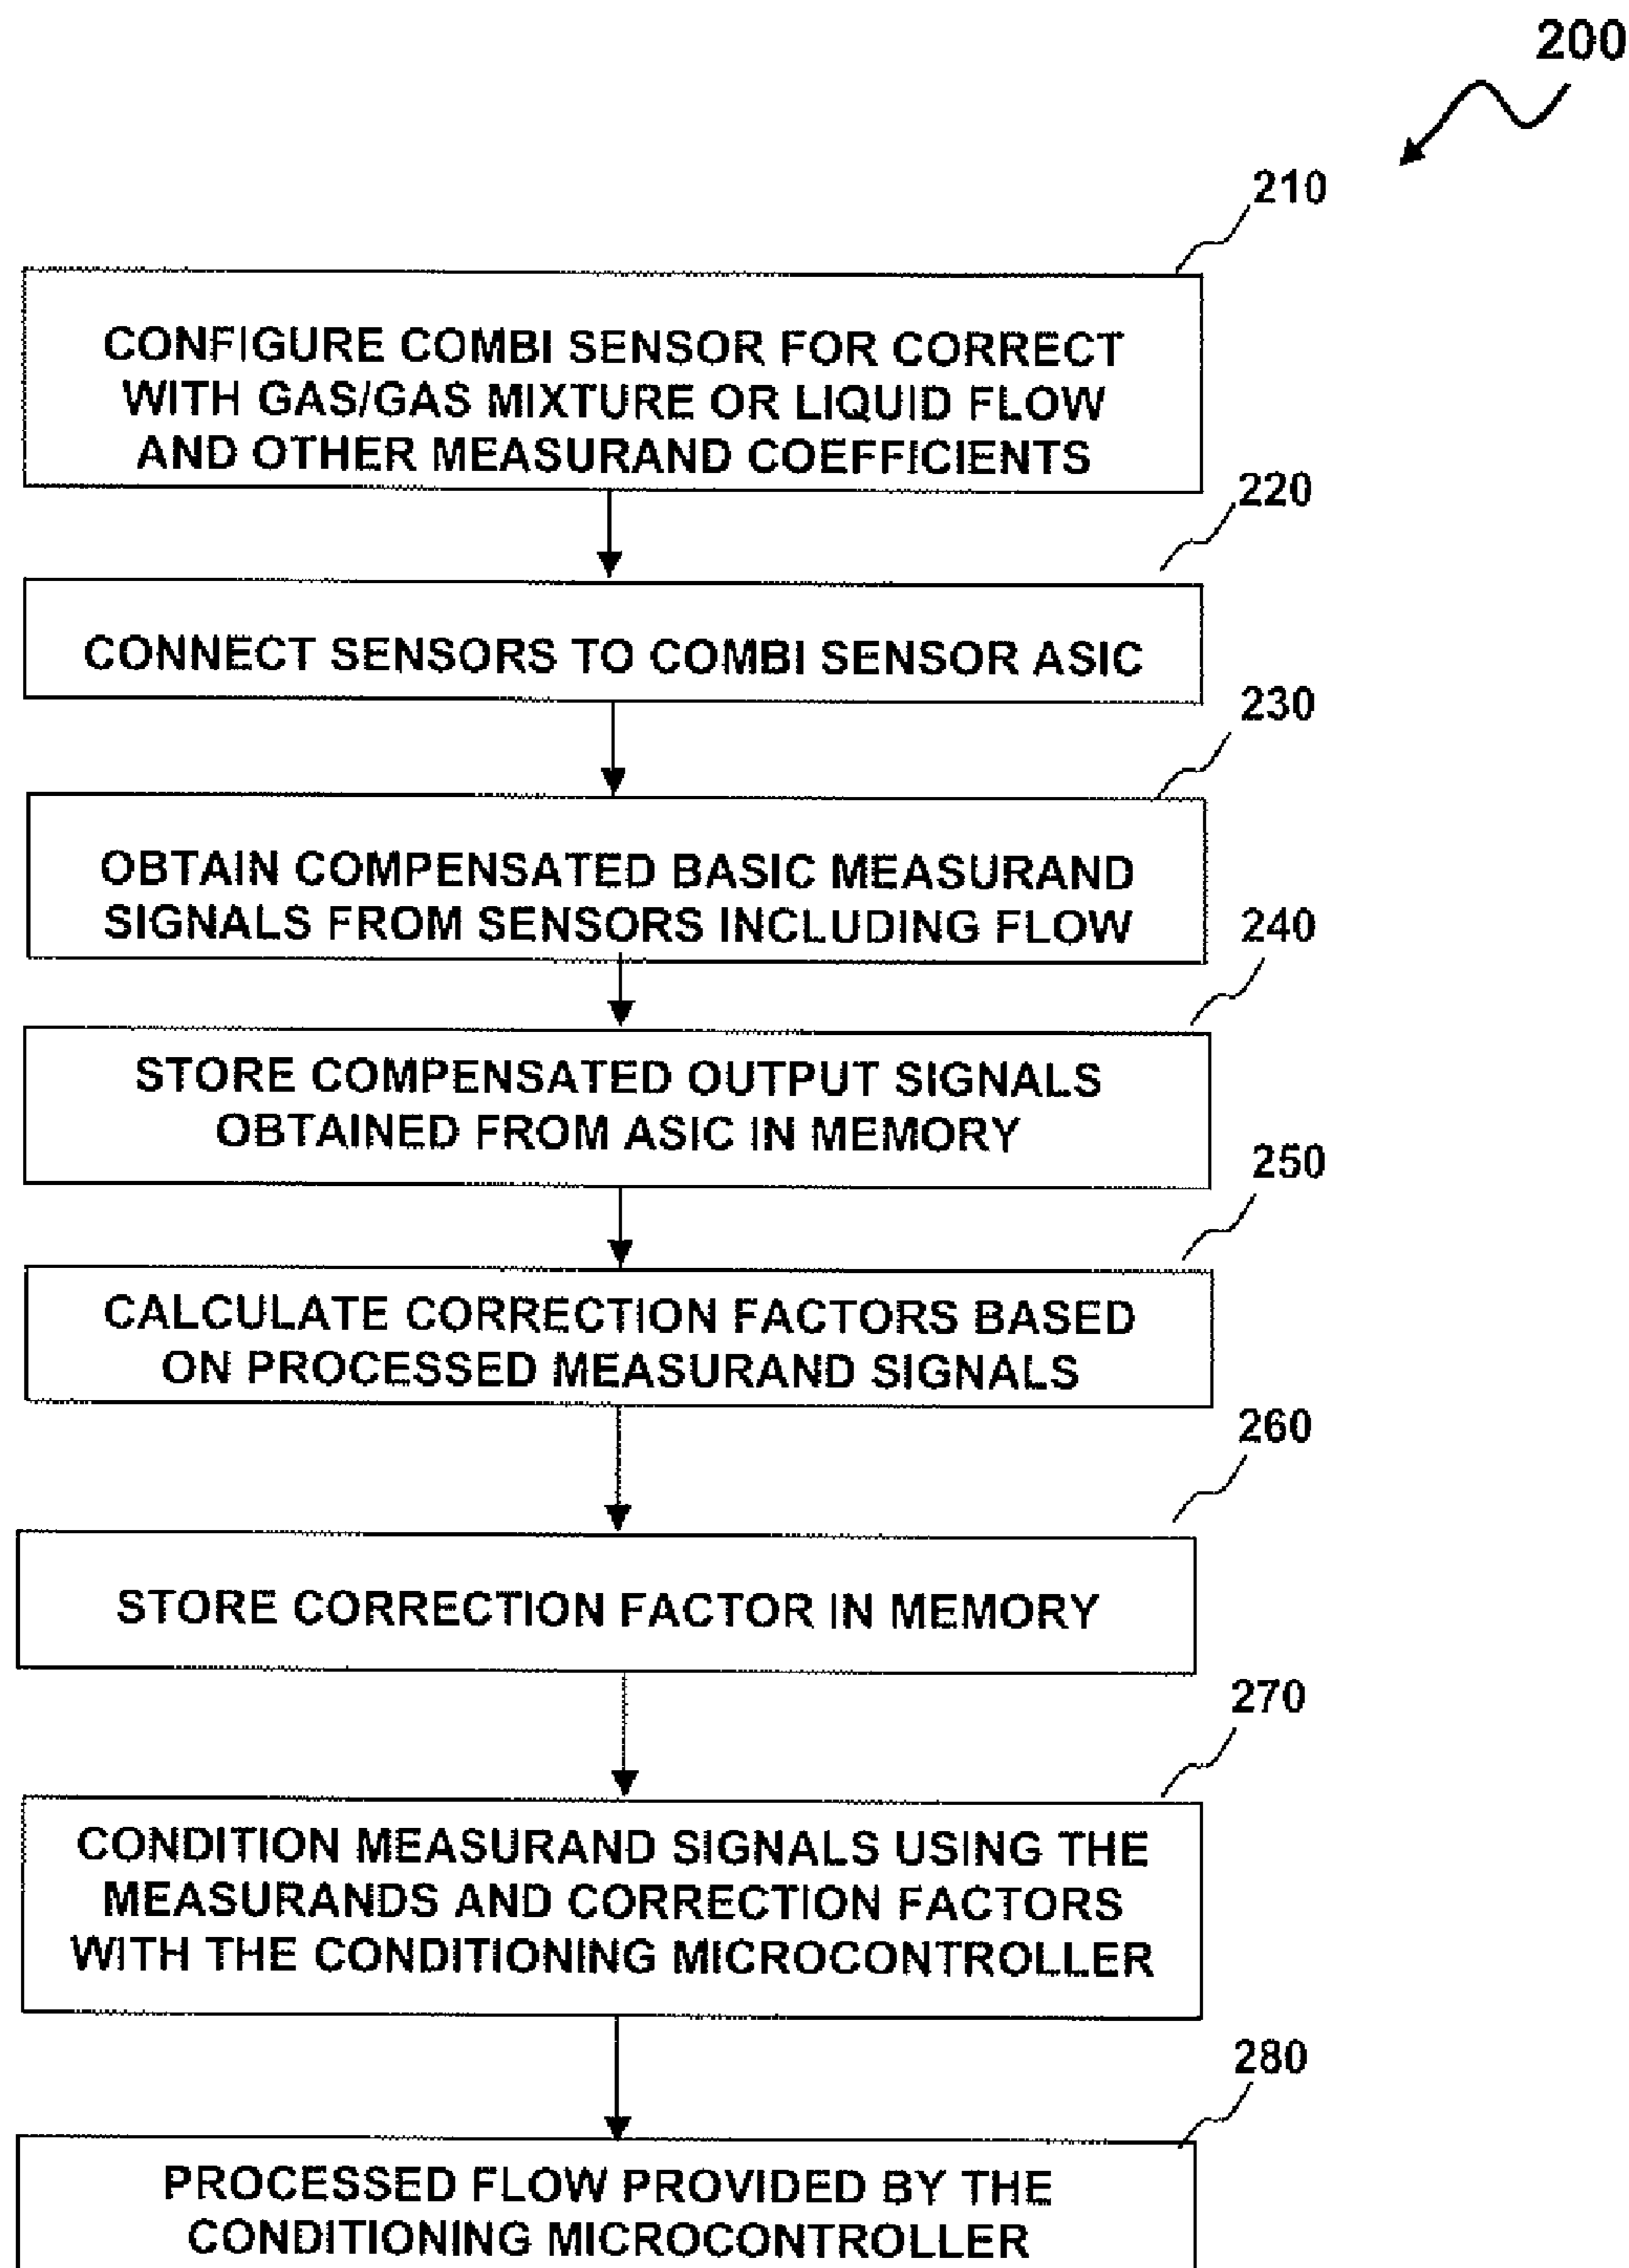 200
210
CONFIGURE COMBI SENSOR FOR CORRECT
WITH GAS/GAS MIXTURE OR LIQUID FLOW
AND OTHER MEASURAND COEFFICIENTS
220
CONNECT SENSORS TO COMBI SENSOR ASIC
230
OBTAIN COMPENSATED BASIC MEASURAND
SIGNALS FROM SENSORS INCLUDING FLOW
240
STORE COMPENSATED OUTPUT SIGNALS
OBTAINED FROM ASIC IN MEMORY
250
CALCULATE CORRECTION FACTORS BASED
ON PROCESSED MEASURAND SIGNALS
260
STORE CORRECTION FACTOR IN MEMORY
270
CONDITION MEASURAND SIGNALS USING THE
MEASURANDS AND CORRECTION FACTORS
WITH THE CONDITIONING MICROCONTROLLER
280
PROCESSED FLOW PROVIDED BY THE
CONDITIONING MICROCONTROLLER